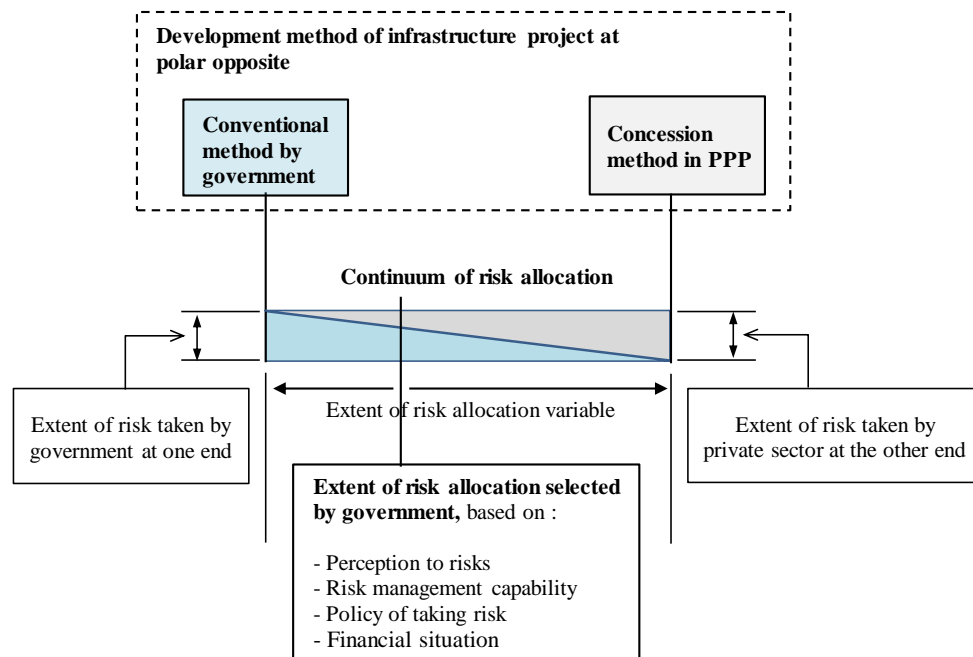 Development method of infrastructure project at
polar opposite
Conventional
method by
government
Concession
method in PPP
Continuum of risk allocation
Extent of risk allocation variable
Extent of risk taken by
government at one end
Extent of risk taken by
private sector at the other end
Extent of risk allocation selected
by government, based on :
- Perception to risks
- Risk management capability
- Policy of taking risk
- Financial situation